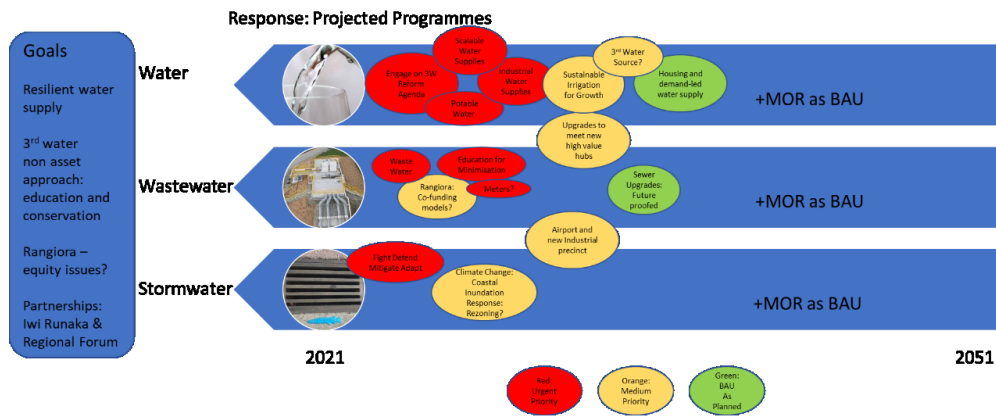 Response: Projected Programmes
Goals
Resilient water
supply
3rd water
non asset
approach:
education and
conservation
Rangiora –
equity issues?
Partnerships:
Iwi Runaka &
Regional Forum
Water
Engage on 3W
Reform
Agenda
Scalable
Water
Supplies
Potable
Water
Industrial
Water
Supplies
Sustainable
Irrigation
for Growth
3rd Water
Source?
Housing and
demand-led
water supply
+MOR as BAU
Upgrades to
meet new
high value
hubs
Wastewater
Waste
Water
Rangiora:
Co-funding
models?
Education for
Minimisation
Meters?
Sewer
Upgrades:
Future
proofed
+MOR as BAU
Airport and
new Industrial
precinct
Stormwater
Fight Defend
Mitigate Adapt
Climate Change:
Coastal
Inundation
Response:
Rezoning?
+MOR as BAU
2021
2051
Red:
Urgent
Priority
Orange:
Medium
Priority
Green:
BAU
As
Planned